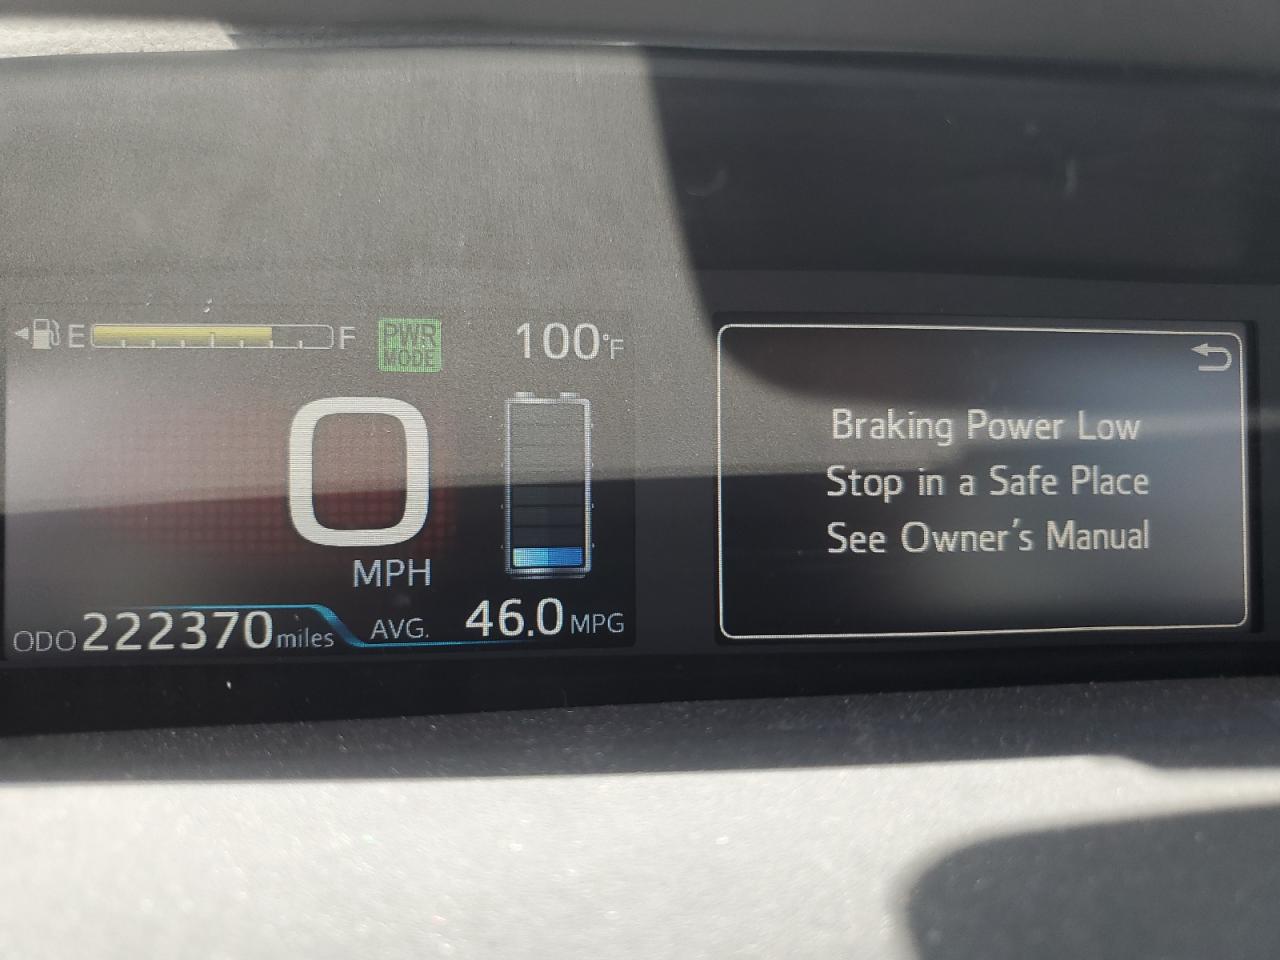 E F
PWR
MODE
100°F
0
MPH
ODO 222370 miles
AVG. 46.0 MPG
Braking Power Low
Stop in a Safe Place
See Owner's Manual